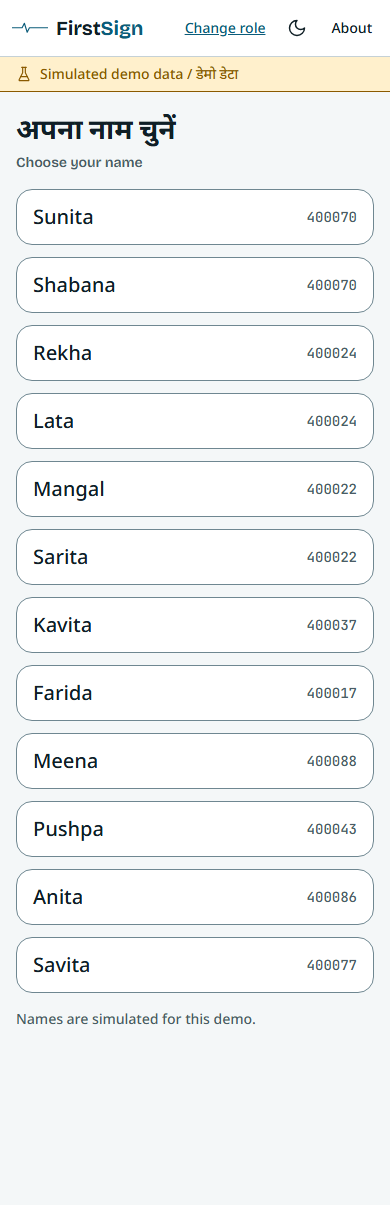 FirstSign Change role About
Simulated demo data / डेमो डेटा
अपना नाम चुनें
Choose your name
Sunita 400070
Shabana 400070
Rekha 400024
Lata 400024
Mangal 400022
Sarita 400022
Kavita 400037
Farida 400017
Meena 400088
Pushpa 400043
Anita 400086
Savita 400077
Names are simulated for this demo.